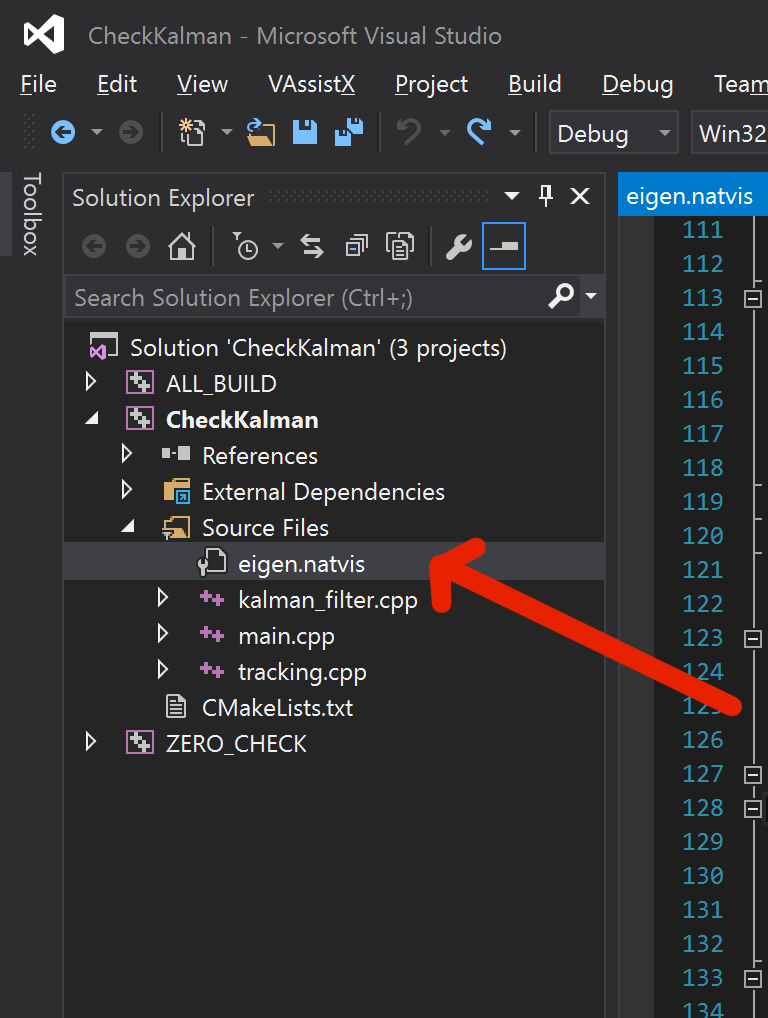 CheckKalman - Microsoft Visual Studio
File Edit View VAssistX Project Build Debug Team
Debug Win32
Toolbox
Solution Explorer
eigen.natvis
Search Solution Explorer (Ctrl+;)
Solution 'CheckKalman' (3 projects)
ALL_BUILD
CheckKalman
References
External Dependencies
Source Files
eigen.natvis
kalman_filter.cpp
main.cpp
tracking.cpp
CMakeLists.txt
ZERO_CHECK
111
112
113
114
115
116
117
118
119
120
121
122
123
124
125
126
127
128
129
130
131
132
133
134